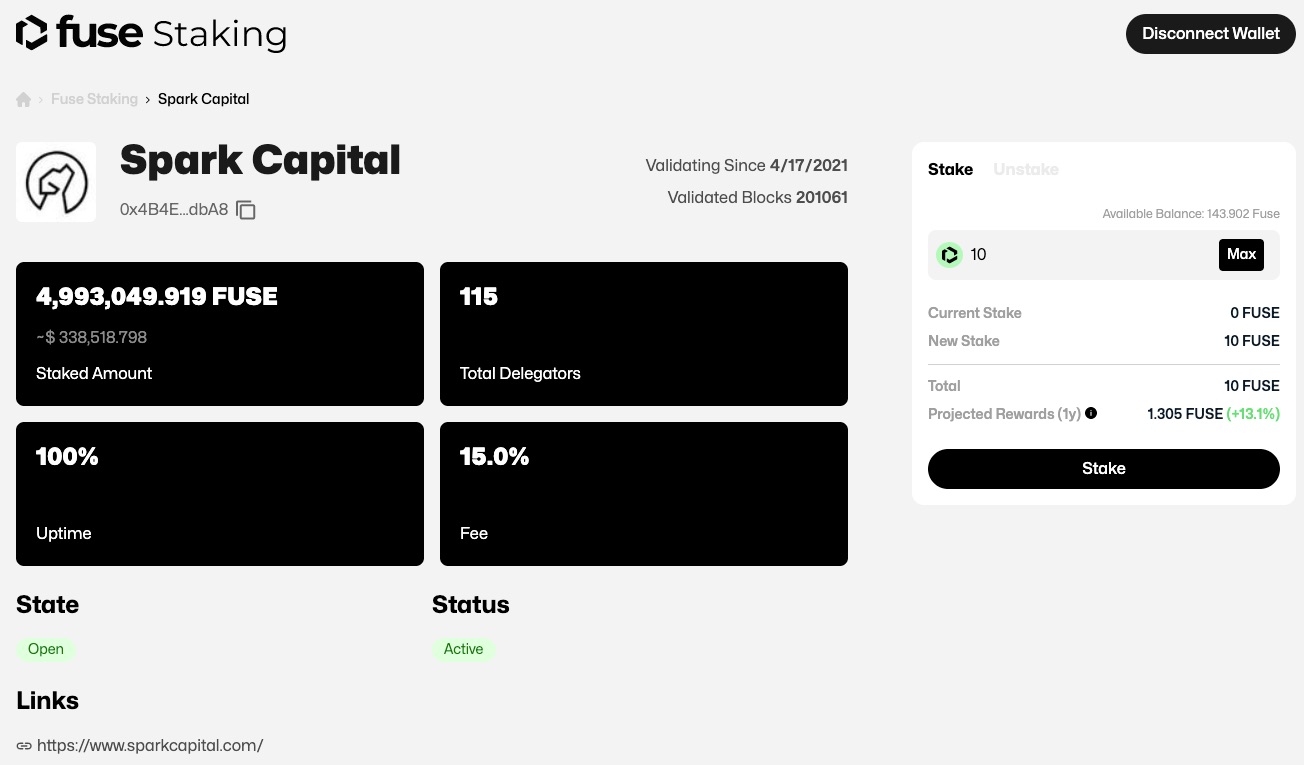 fuse Staking
Disconnect Wallet
Fuse Staking > Spark Capital
Spark Capital
0x4B4E...dbA8
Validating Since 4/17/2021
Validated Blocks 201061
4,993,049.919 FUSE
~$ 338,518.798
Staked Amount
115
Total Delegators
100%
Uptime
15.0%
Fee
State
Open
Status
Active
Links
https://www.sparkcapital.com/
Stake Unstake
Available Balance: 143.902 Fuse
10 Max
Current Stake 0 FUSE
New Stake 10 FUSE
Total 10 FUSE
Projected Rewards (1y) 1.305 FUSE (+13.1%)
Stake